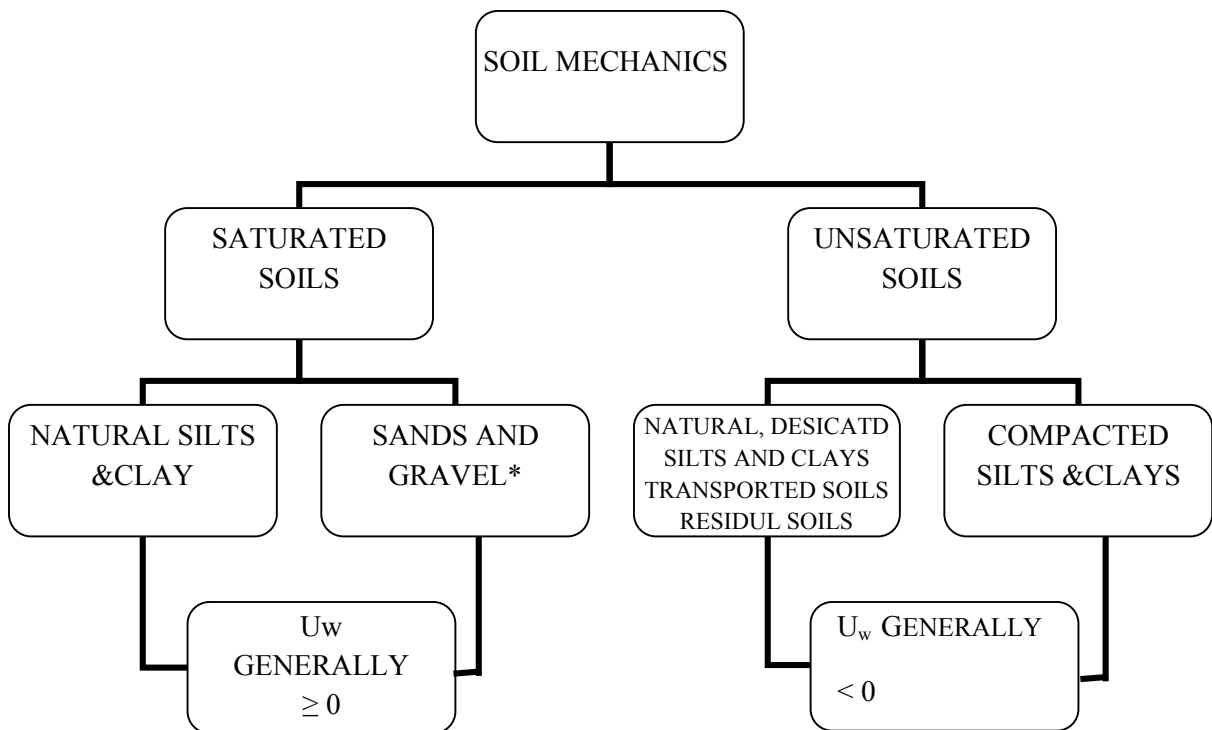 SOIL MECHANICS
SATURATED
SOILS
UNSATURATED
SOILS
NATURAL SILTS
&CLAY
SANDS AND
GRAVEL*
NATURAL, DESICATD
SILTS AND CLAYS
TRANSPORTED SOILS
RESIDUL SOILS
COMPACTED
SILTS &CLAYS
Uw
GENERALLY
≥ 0
Uw GENERALLY
< 0